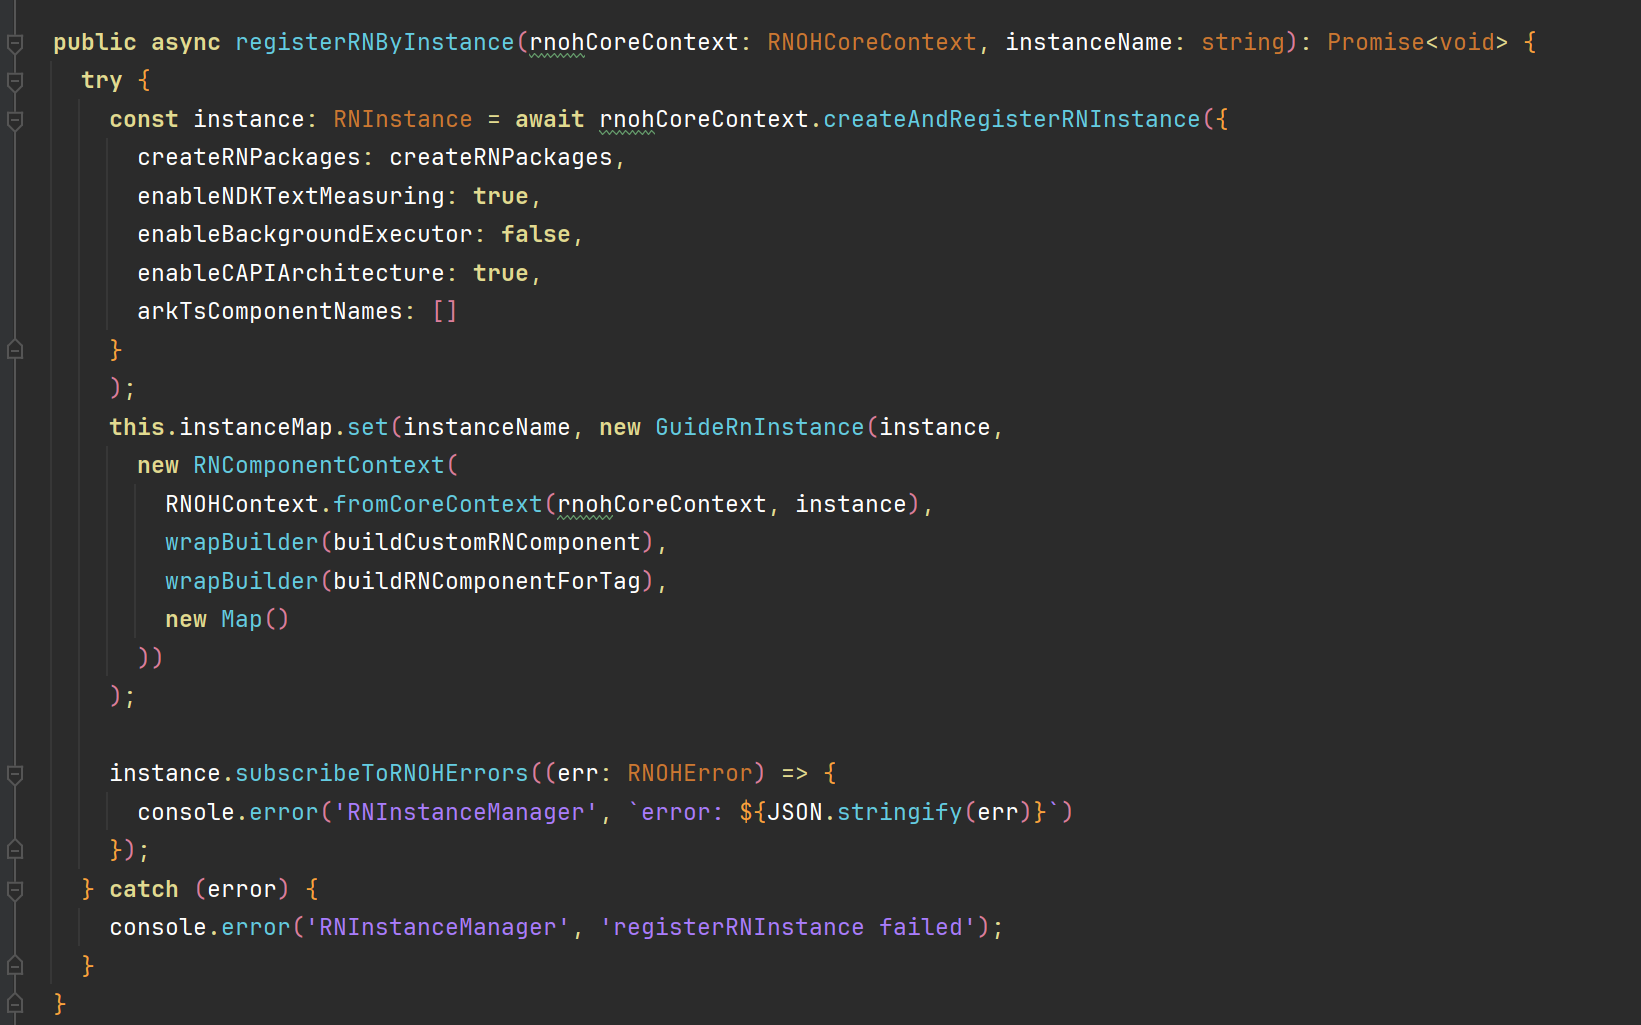 public async registerRNByInstance(rnohCoreContext: RNOHCoreContext, instanceName: string): Promise<void> {
  try {
    const instance: RNInstance = await rnohCoreContext.createAndRegisterRNInstance({
      createRNPackages: createRNPackages,
      enableNDKTextMeasuring: true,
      enableBackgroundExecutor: false,
      enableCAPIArchitecture: true,
      arkTsComponentNames: []
    }
    );
    this.instanceMap.set(instanceName, new GuideRnInstance(instance,
      new RNComponentContext(
        RNOHContext.fromCoreContext(rnohCoreContext, instance),
        wrapBuilder(buildCustomRNComponent),
        wrapBuilder(buildRNComponentForTag),
        new Map()
      ))
    );
    instance.subscribeToRNOHErrors((err: RNOHError) => {
      console.error('RNInstanceManager', `error: ${JSON.stringify(err)}`)
    });
  } catch (error) {
    console.error('RNInstanceManager', 'registerRNInstance failed');
  }
}